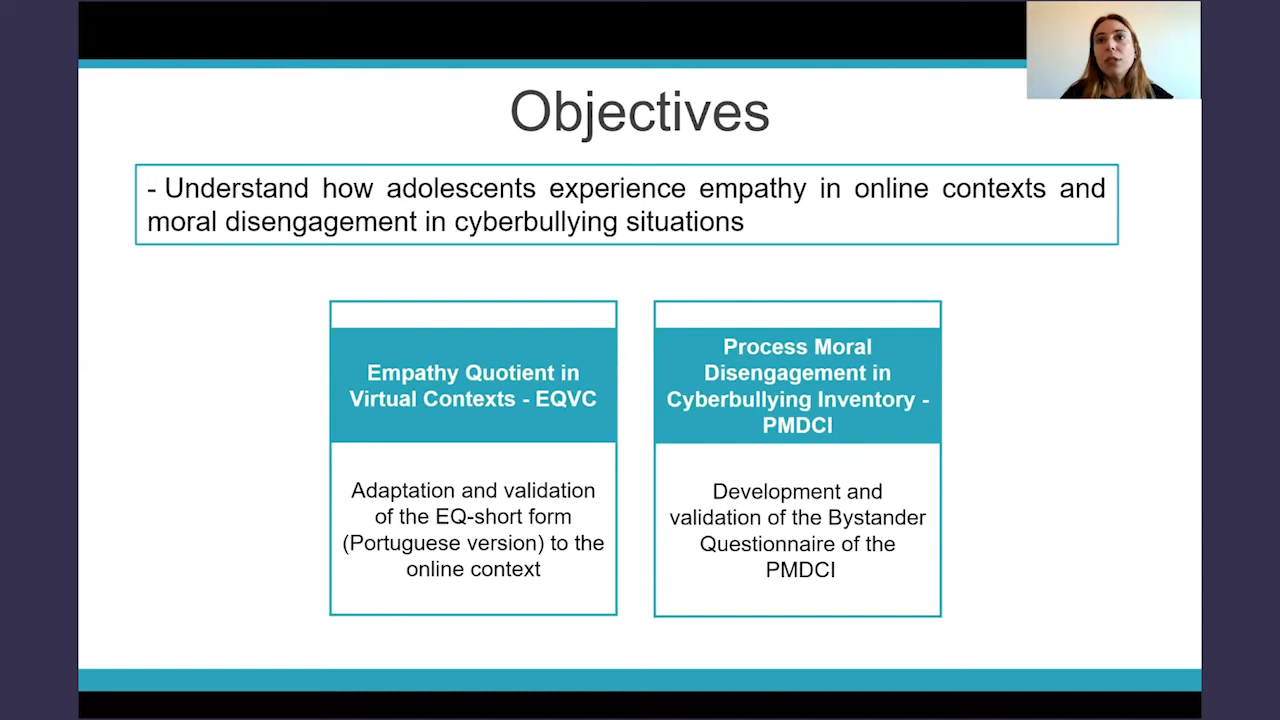 Objectives
- Understand how adolescents experience empathy in online contexts and
moral disengagement in cyberbullying situations
Empathy Quotient in
Virtual Contexts - EQVC
Adaptation and validation
of the EQ-short form
(Portuguese version) to the
online context
Process Moral
Disengagement in
Cyberbullying Inventory -
PMDCI
Development and
validation of the Bystander
Questionnaire of the
PMDCI